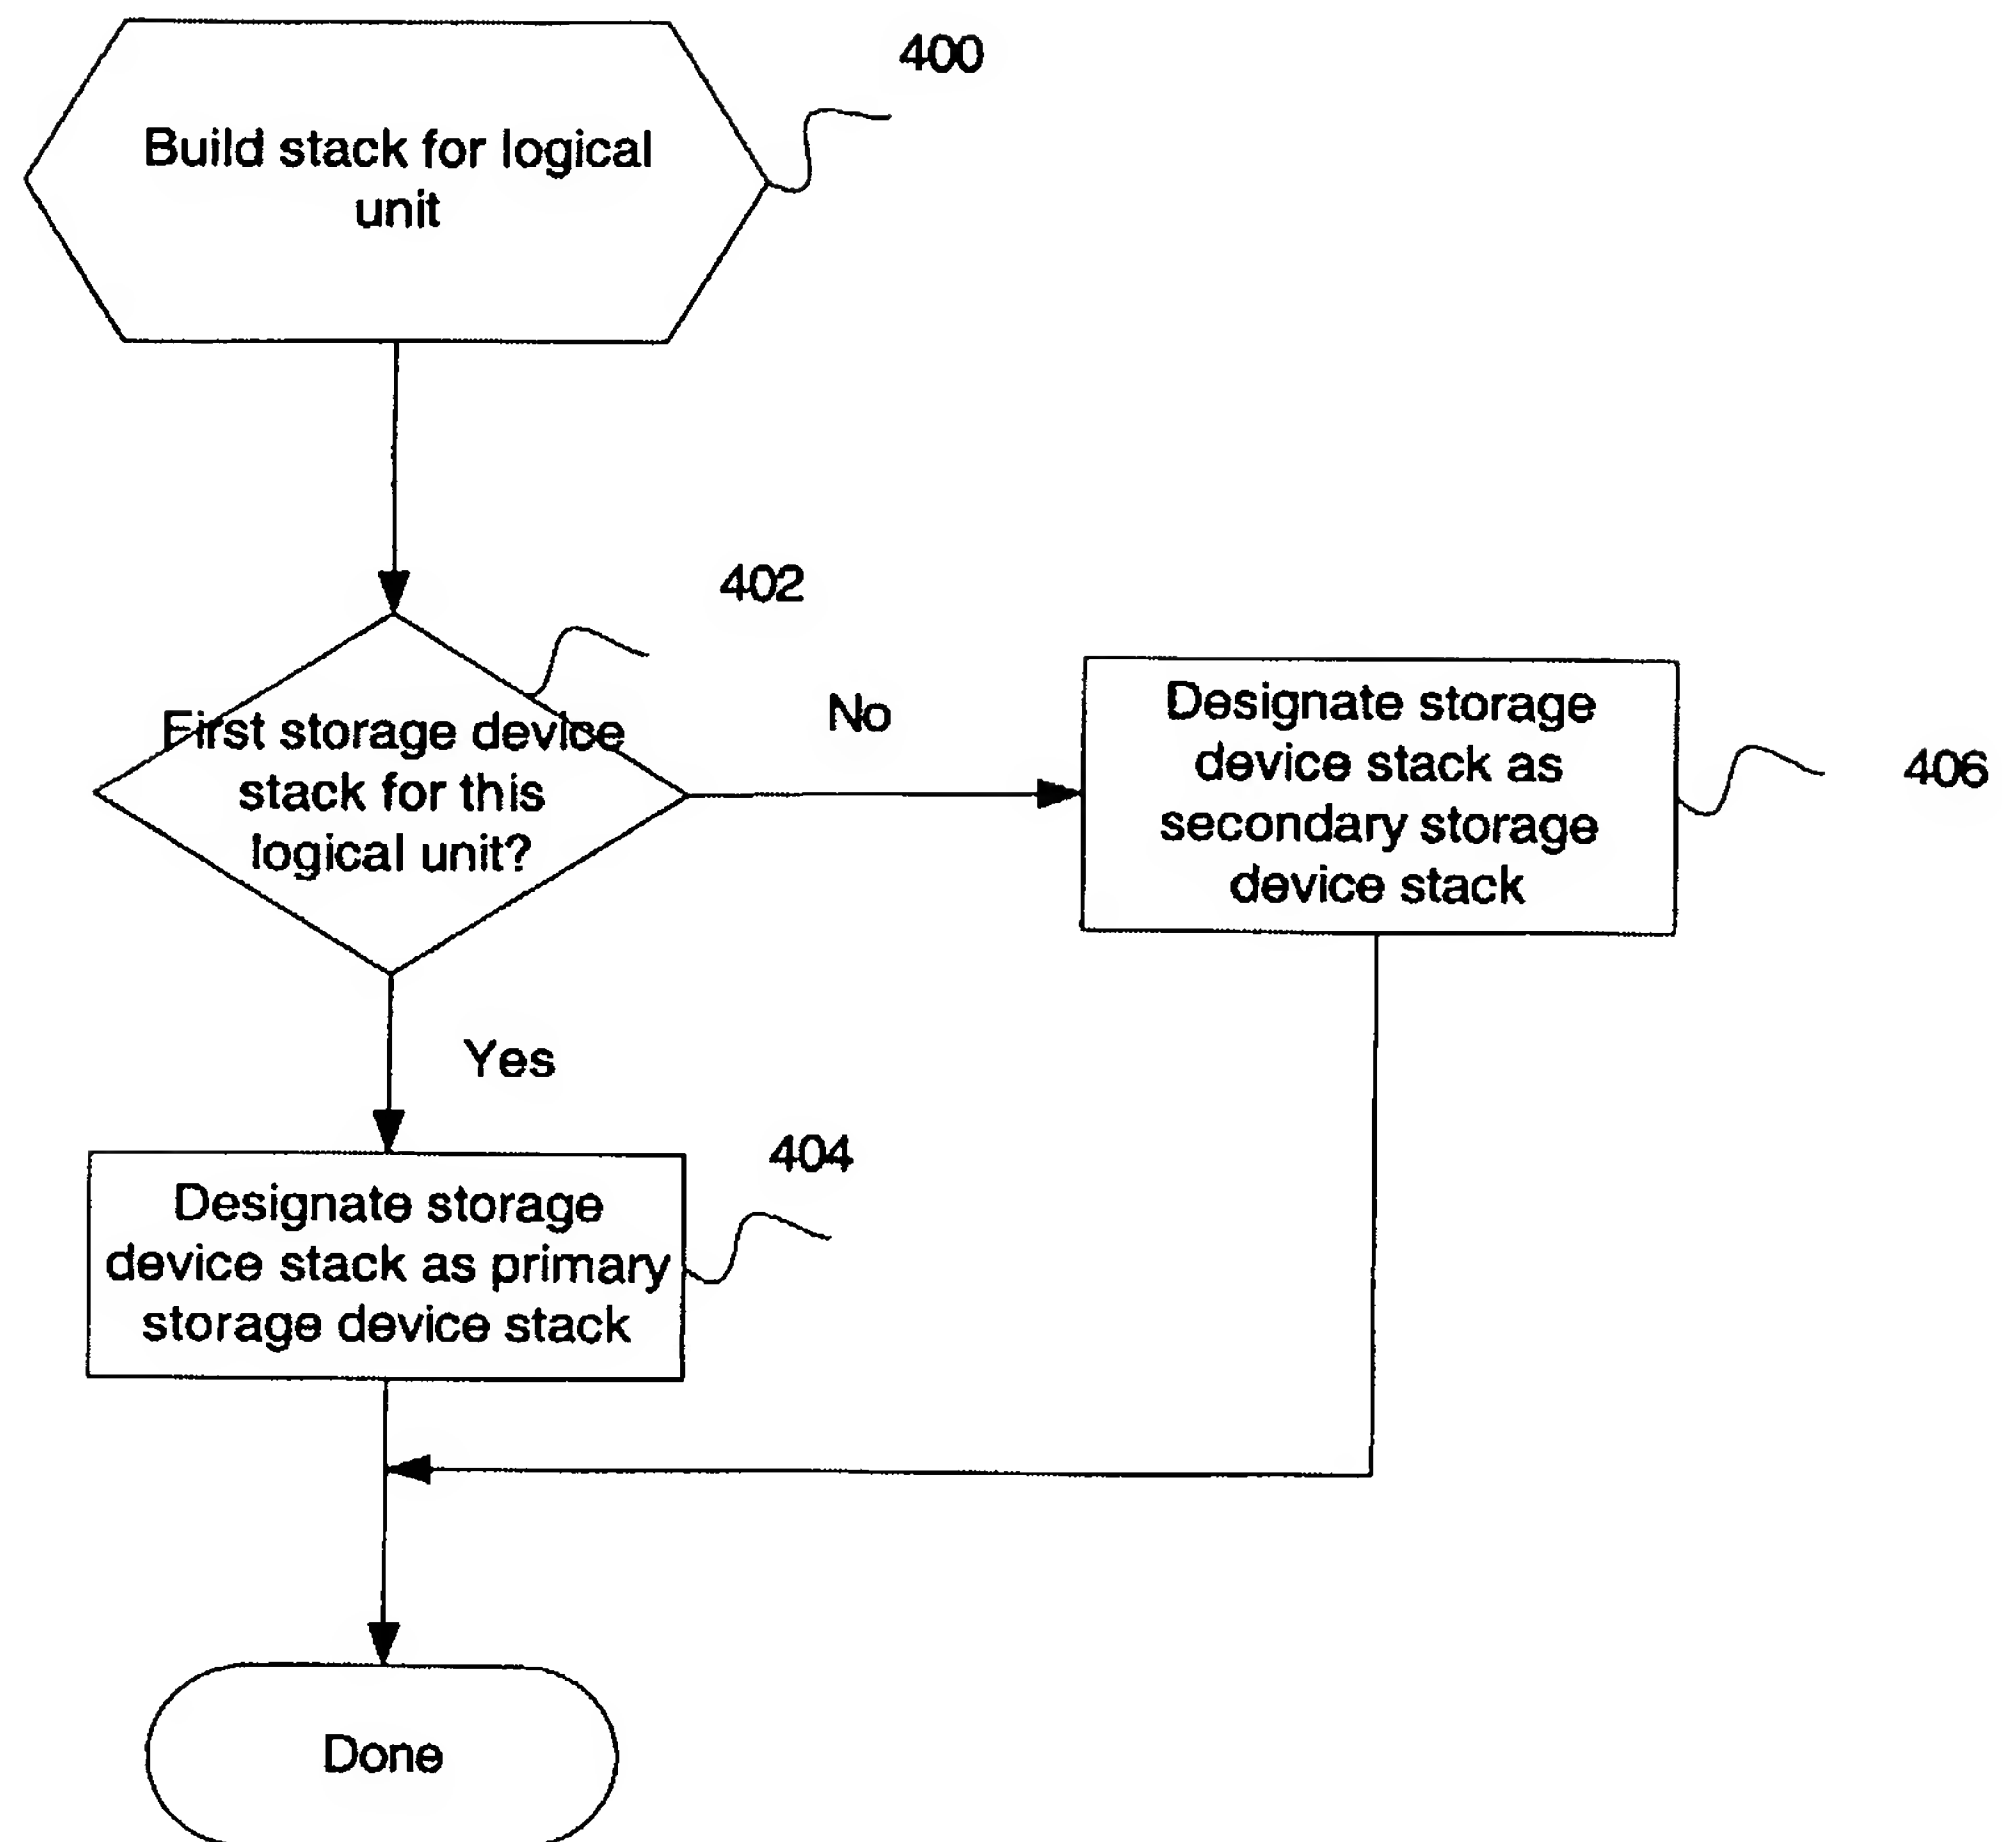 400
Build stack for logical
unit
402
First storage device
stack for this
logical unit?
No
Designate storage
device stack as
secondary storage
device stack
406
Yes
404
Designate storage
device stack as primary
storage device stack
Done